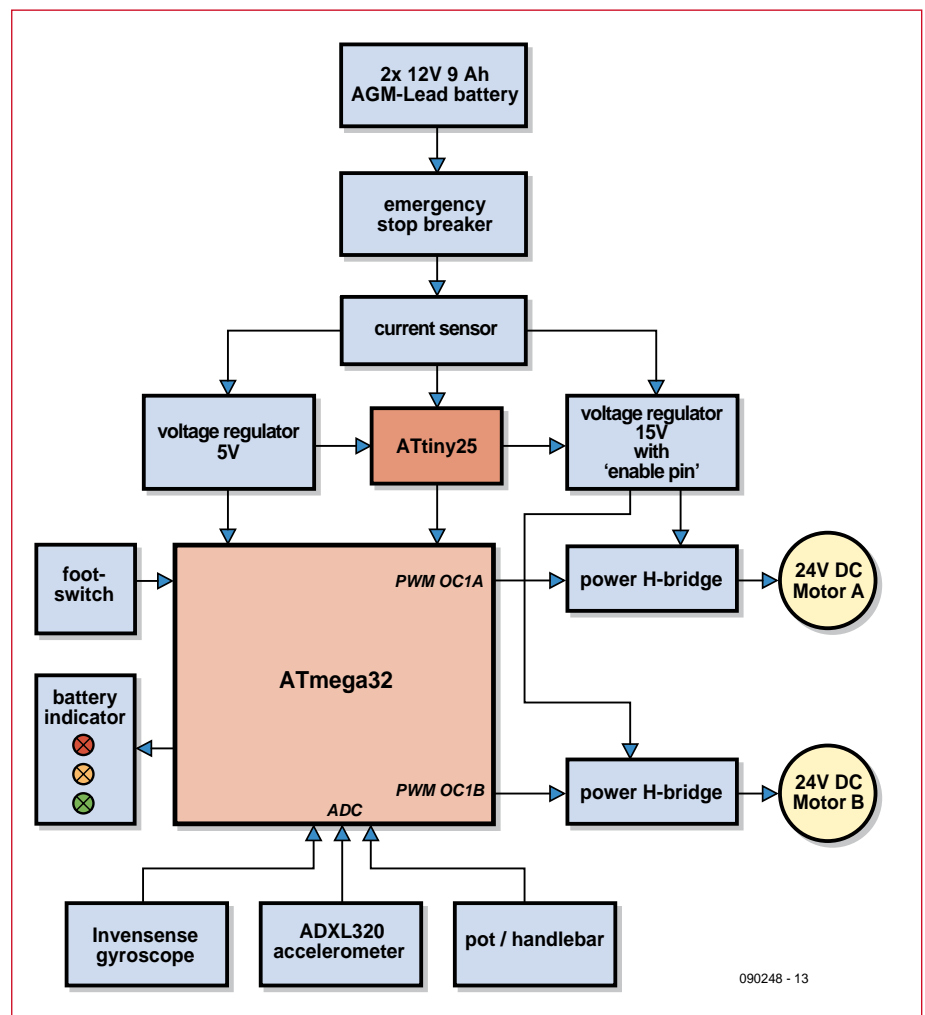 2x 12V 9 Ah
AGM-Lead battery
emergency
stop breaker
current sensor
voltage regulator
5V
ATtiny25
voltage regulator
15V
with
‘enable pin’
foot-
switch
PWM OC1A
power H-bridge
24V DC
Motor A
ATmega32
battery
indicator
PWM OC1B
ADC
power H-bridge
24V DC
Motor B
Invensense
gyroscope
ADXL320
accelerometer
pot / handlebar
090248 - 13